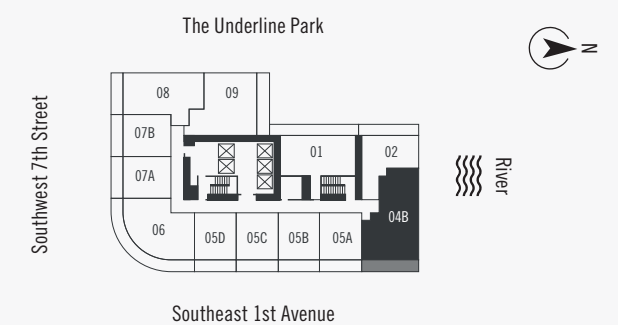 The Underline Park
N
08
09
07B
01
02
Southwest 7th Street
River
07A
04B
06
05D
05C
05B
05A
Southeast 1st Avenue